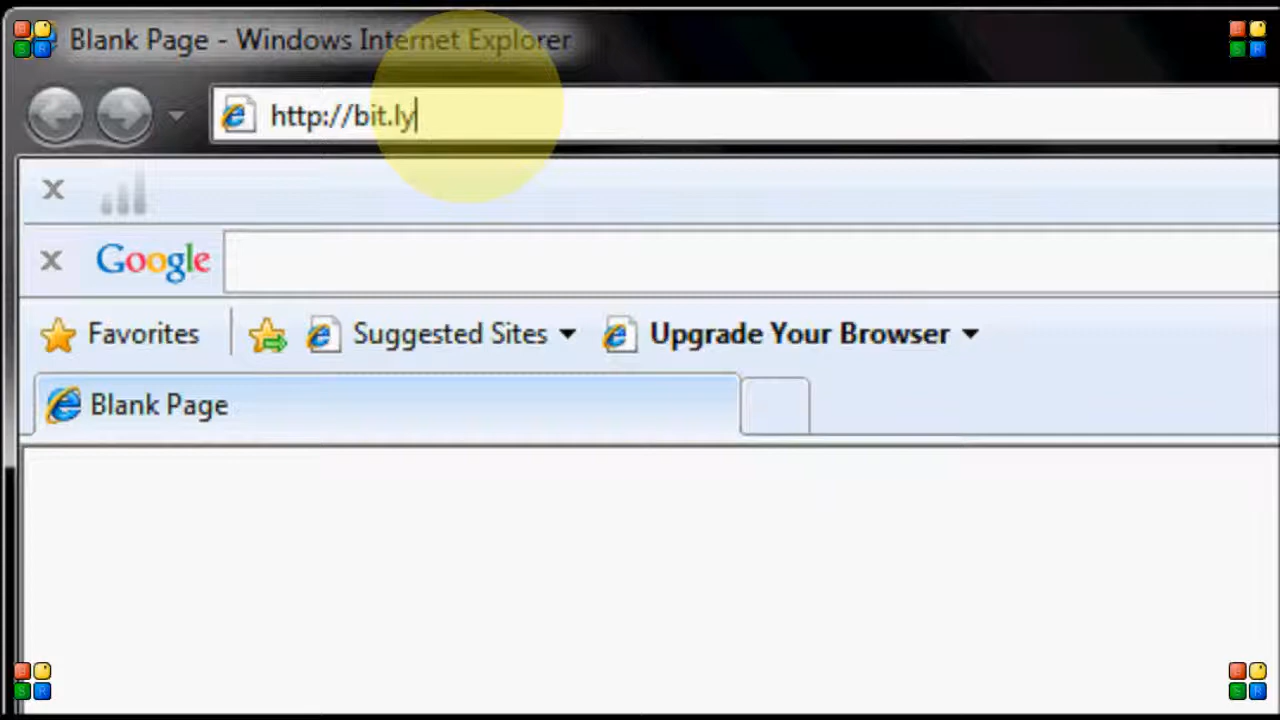 Blank Page - Windows Internet Explorer
http://bit.ly
X
X Google
Favorites Suggested Sites Upgrade Your Browser
Blank Page